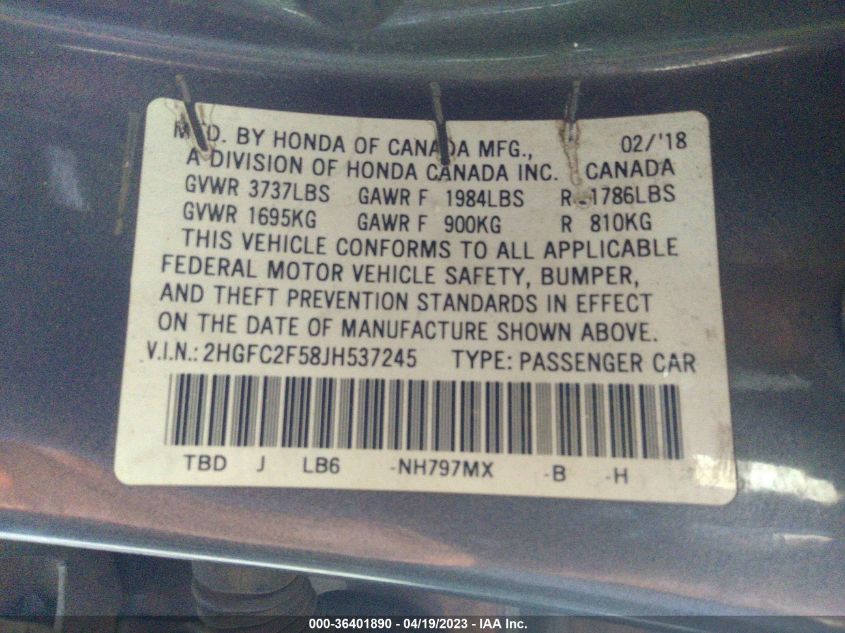 MFD. BY HONDA OF CANADA MFG., 02/'18
A DIVISION OF HONDA CANADA INC. CANADA
GVWR 3737LBS GAWR F 1984LBS R 1786LBS
GVWR 1695KG GAWR F 900KG R 810KG
THIS VEHICLE CONFORMS TO ALL APPLICABLE
FEDERAL MOTOR VEHICLE SAFETY, BUMPER,
AND THEFT PREVENTION STANDARDS IN EFFECT
ON THE DATE OF MANUFACTURE SHOWN ABOVE.
V.I.N.: 2HGFC2F58JH537245 TYPE: PASSENGER CAR
TBD J LB6 -NH797MX -B -H
000-36401890 - 04/19/2023 - IAA Inc.